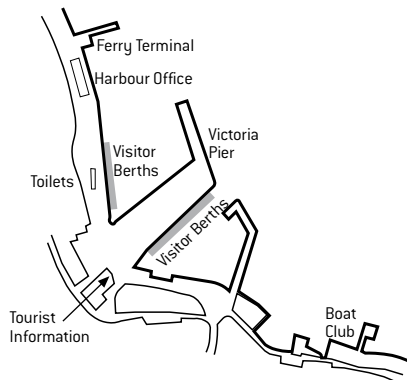 Ferry Terminal
Harbour Office
Victoria
Pier
Visitor
Berths
Toilets
Visitor Berths
Tourist
Information
Boat
Club